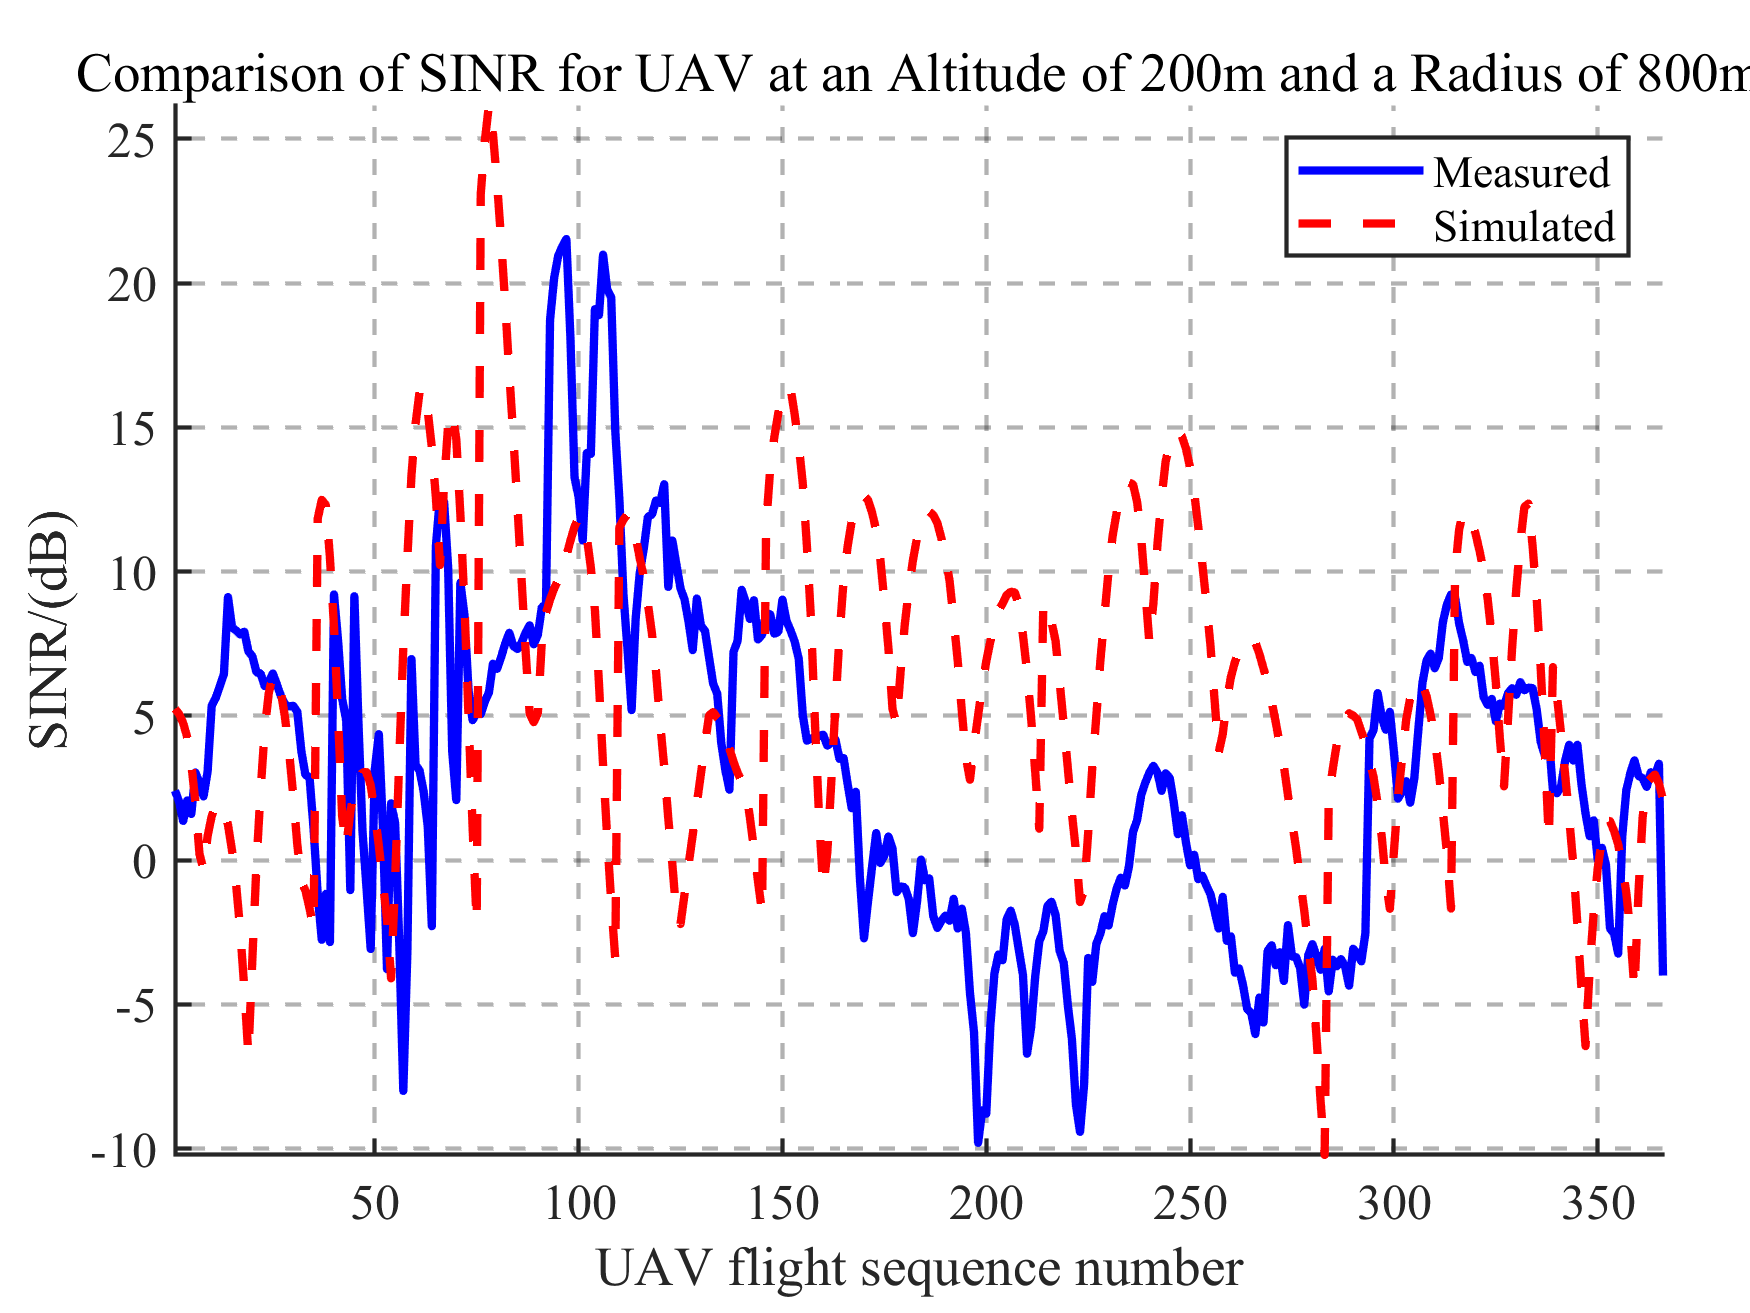 Comparison of SINR for UAV at an Altitude of 200m and a Radius of 800m
25
20
15
10
5
0
-5
-10
SINR/(dB)
Measured
Simulated
50 100 150 200 250 300 350
UAV flight sequence number